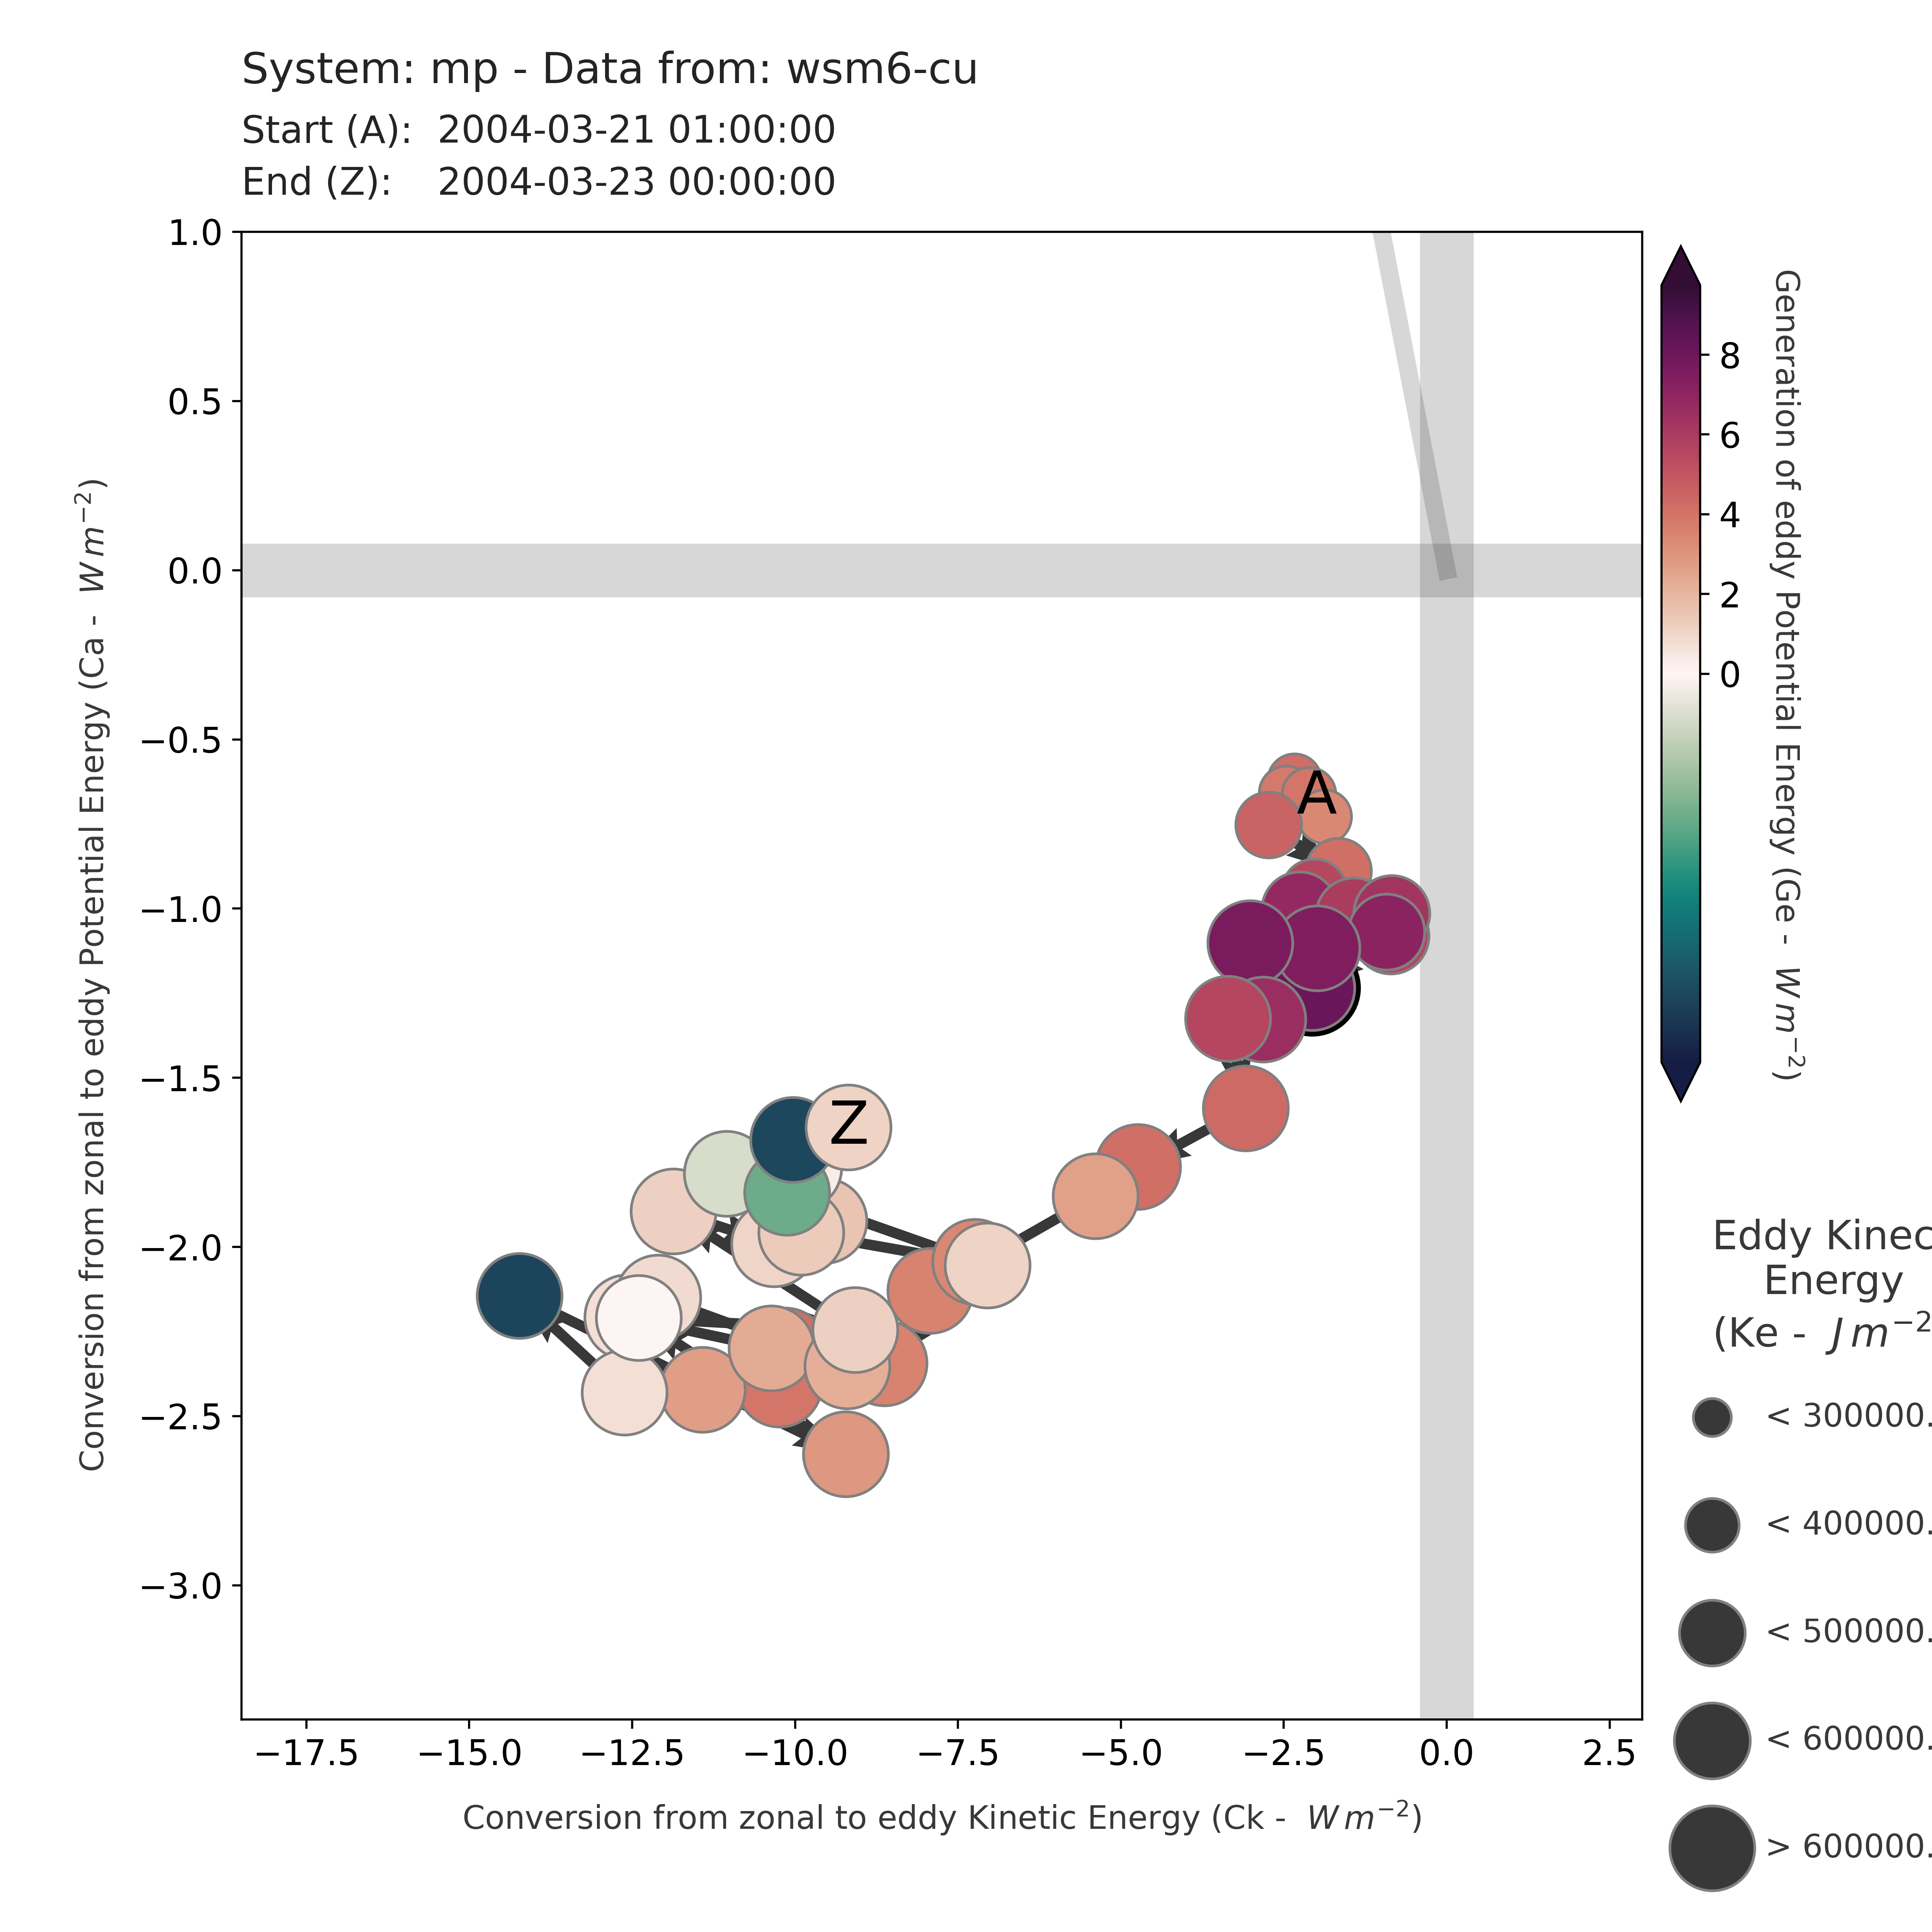 System: mp - Data from: wsm6-cu
Start (A): 2004-03-21 01:00:00
End (Z): 2004-03-23 00:00:00
1.0
0.5
0.0
−0.5
−1.0
−1.5
−2.0
−2.5
−3.0
Conversion from zonal to eddy Potential Energy (Ca - W m⁻²)
A
Z
−17.5
−15.0
−12.5
−10.0
−7.5
−5.0
−2.5
0.0
2.5
Conversion from zonal to eddy Kinetic Energy (Ck - W m⁻²)
8
6
4
2
0
Generation of eddy Potential Energy (Ge - W m⁻²)
Eddy Kinec
Energy
(Ke - J m⁻²
< 300000.
< 400000.
< 500000.
< 600000.
> 600000.